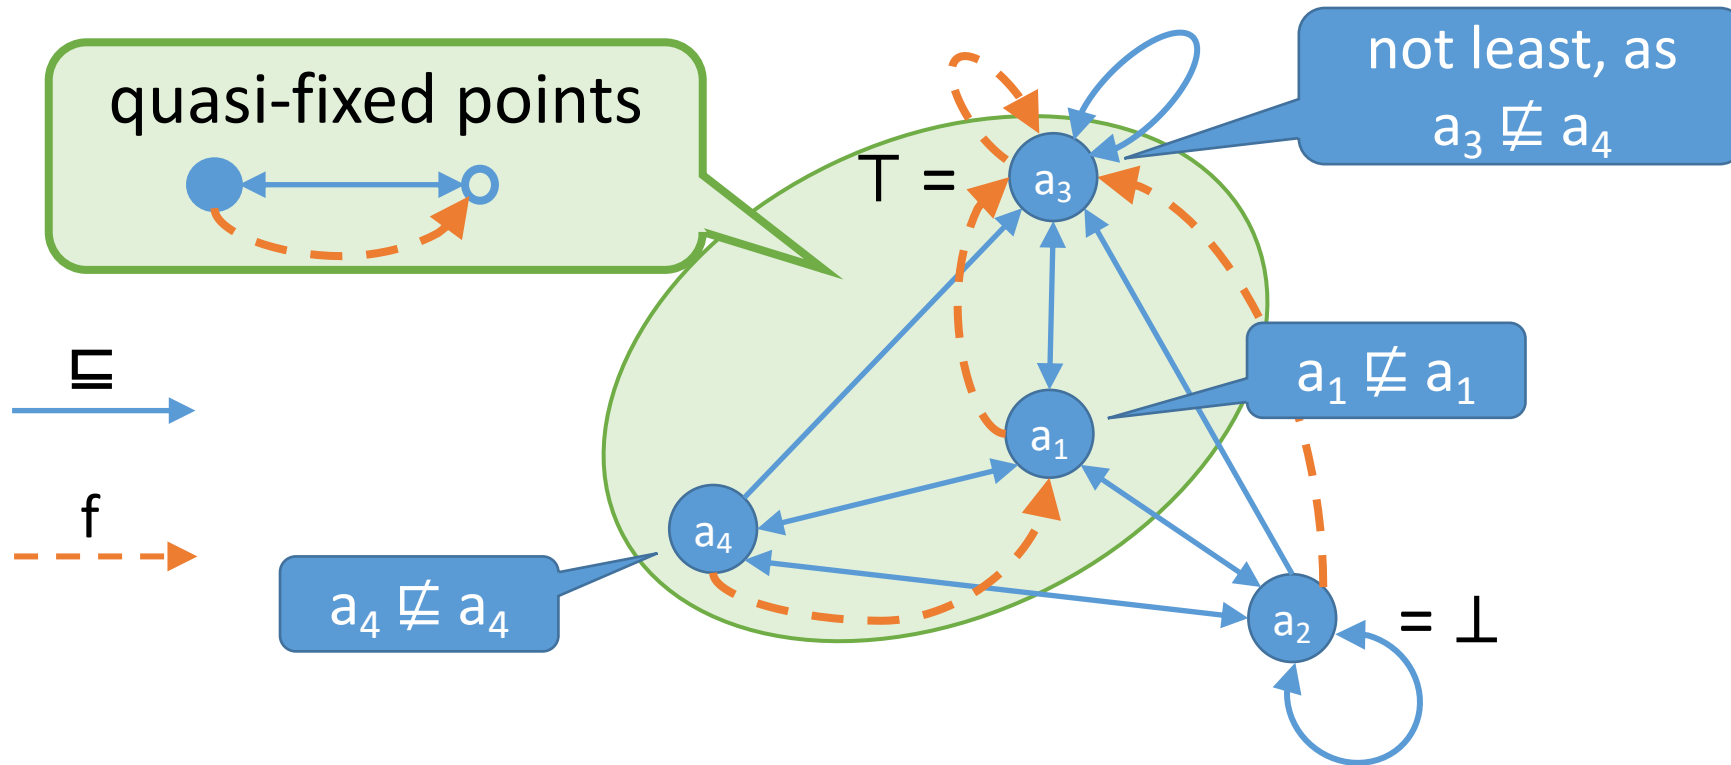 quasi-fixed points
not least, as
a₃ ⋢ a₄
⊤ =
a₃
⊑
a₁ ⋢ a₁
a₁
f
a₄
a₄ ⋢ a₄
a₂
= ⊥